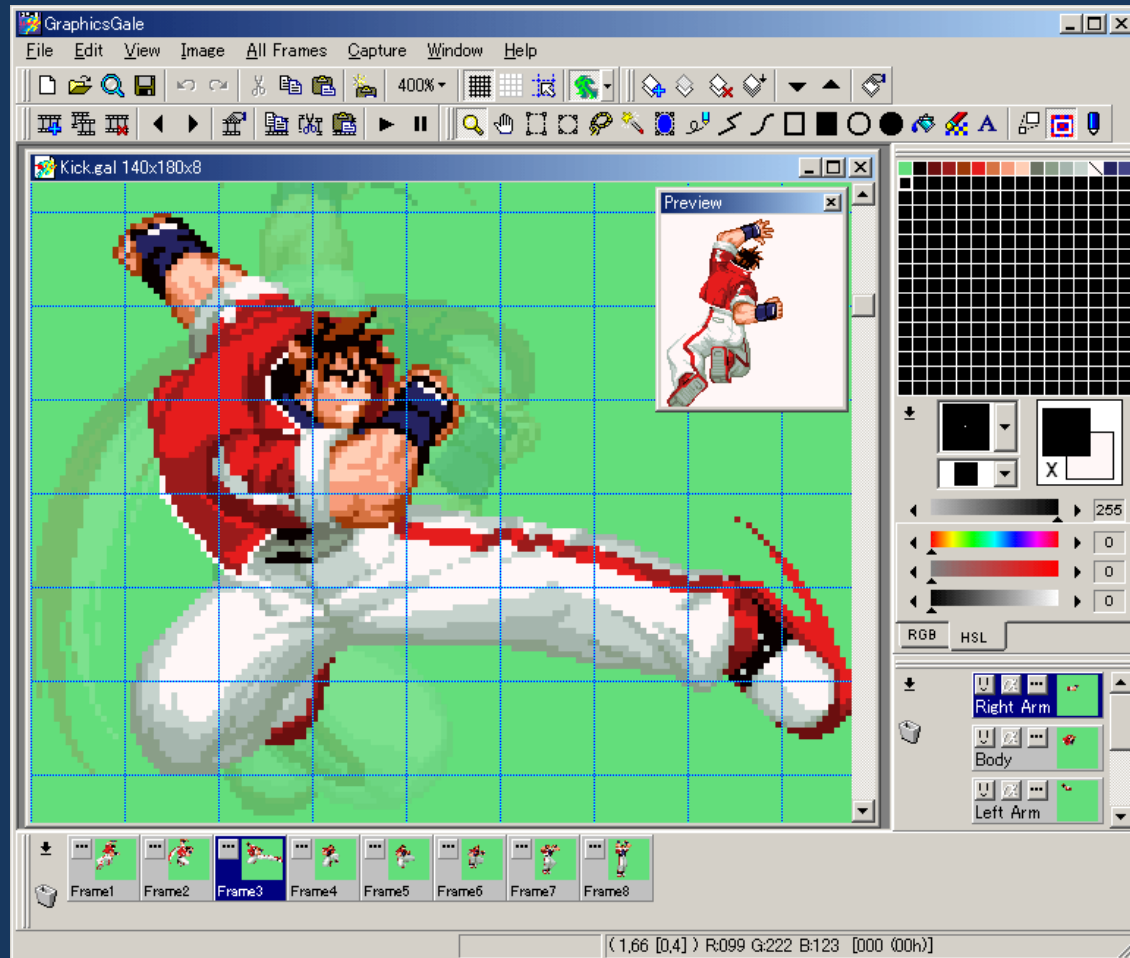 GraphicsGale
File Edit View Image All Frames Capture Window Help
400%
A
Kick.gal 140x180x8
Preview
X
255
0
0
0
RGB HSL
Right Arm
Body
Left Arm
Frame1 Frame2 Frame3 Frame4 Frame5 Frame6 Frame7 Frame8
( 1,66 [0,4] ) R:099 G:222 B:123 [000 (00h)]